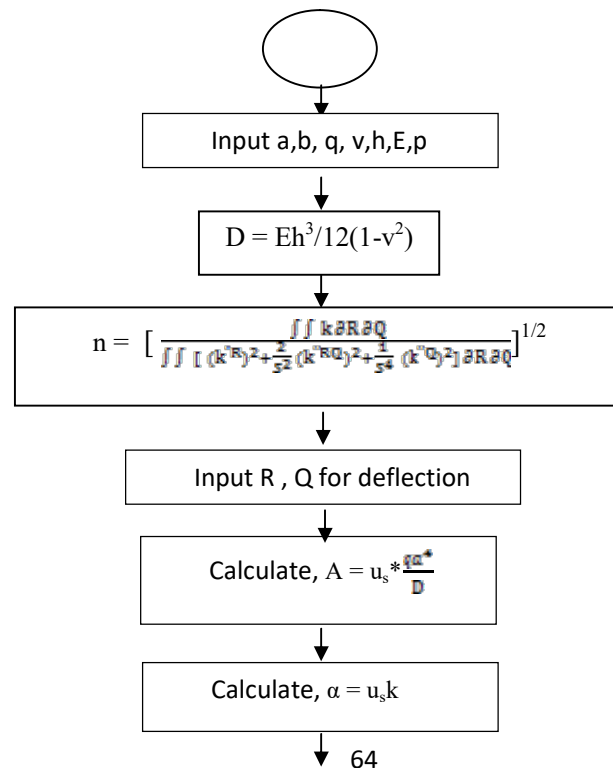 Input a,b, q, v,h,E,p
D = Eh³/12(1-v²)
n = [ ∫ ∫ k∂R∂Q / ∫ ∫ [ (k"R)²+2/s²(k"RQ)²+1/s⁴ (k"Q)²] ∂R∂Q ]^1/2
Input R , Q for deflection
Calculate, A = uₛ* qa⁴/D
Calculate, α = uₛk
64